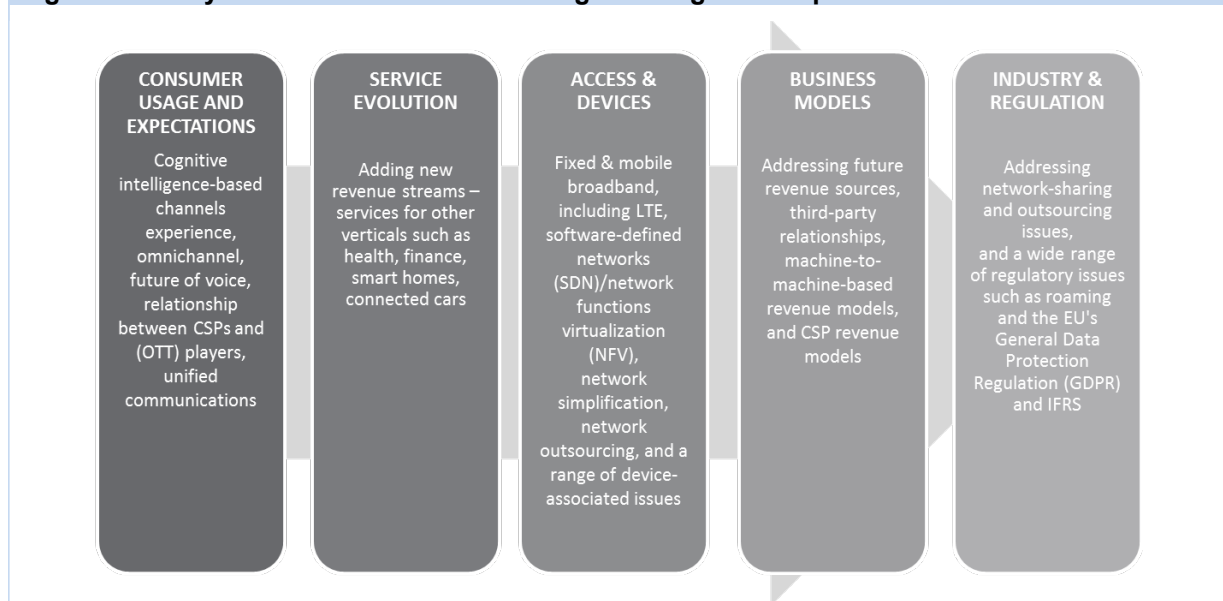 CONSUMER
USAGE AND
EXPECTATIONS
Cognitive
intelligence-based
channels
experience,
omnichannel,
future of voice,
relationship
between CSPs and
(OTT) players,
unified
communications
SERVICE
EVOLUTION
Adding new
revenue streams –
services for other
verticals such as
health, finance,
smart homes,
connected cars
ACCESS &
DEVICES
Fixed & mobile
broadband,
including LTE,
software-defined
networks
(SDN)/network
functions
virtualization
(NFV),
network
simplification,
network
outsourcing, and a
range of device-
associated issues
BUSINESS
MODELS
Addressing future
revenue sources,
third-party
relationships,
machine-to-
machine-based
revenue models,
and CSP revenue
models
INDUSTRY &
REGULATION
Addressing
network-sharing
and outsourcing
issues,
and a wide range
of regulatory issues
such as roaming
and the EU's
General Data
Protection
Regulation (GDPR)
and IFRS